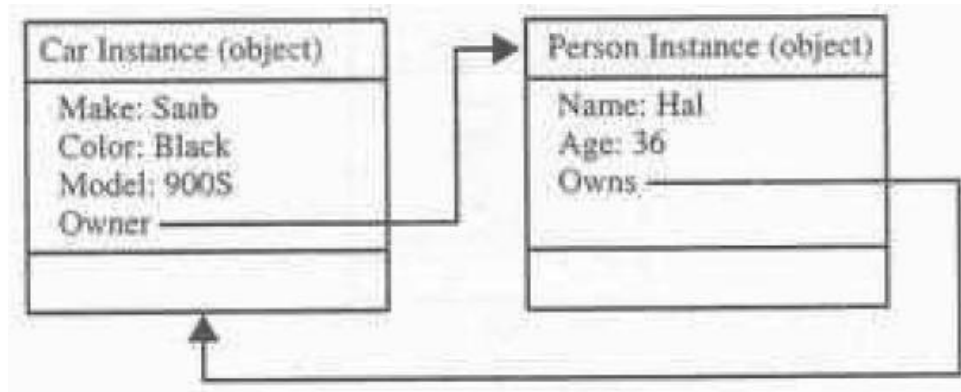 Car Instance (object)
Make: Saab
Color: Black
Model: 900S
Owner
Person Instance (object)
Name: Hal
Age: 36
Owns